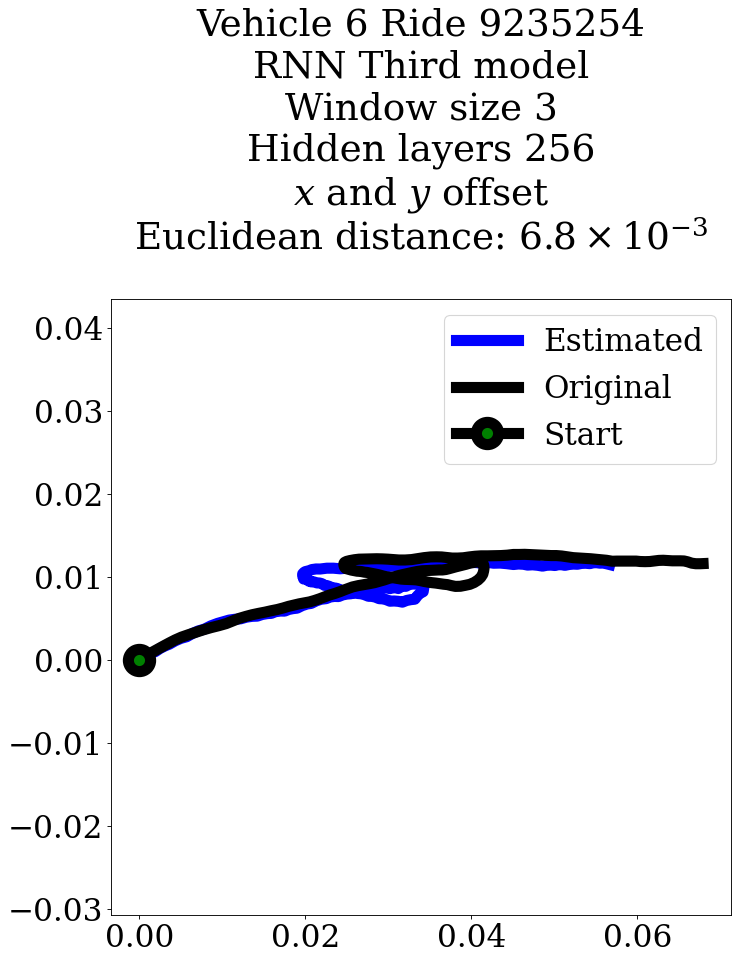 Vehicle 6 Ride 9235254
RNN Third model
Window size 3
Hidden layers 256
x and y offset
Euclidean distance: 6.8 × 10⁻³
Estimated
Original
Start
0.04
0.03
0.02
0.01
0.00
−0.01
−0.02
−0.03
0.00 0.02 0.04 0.06